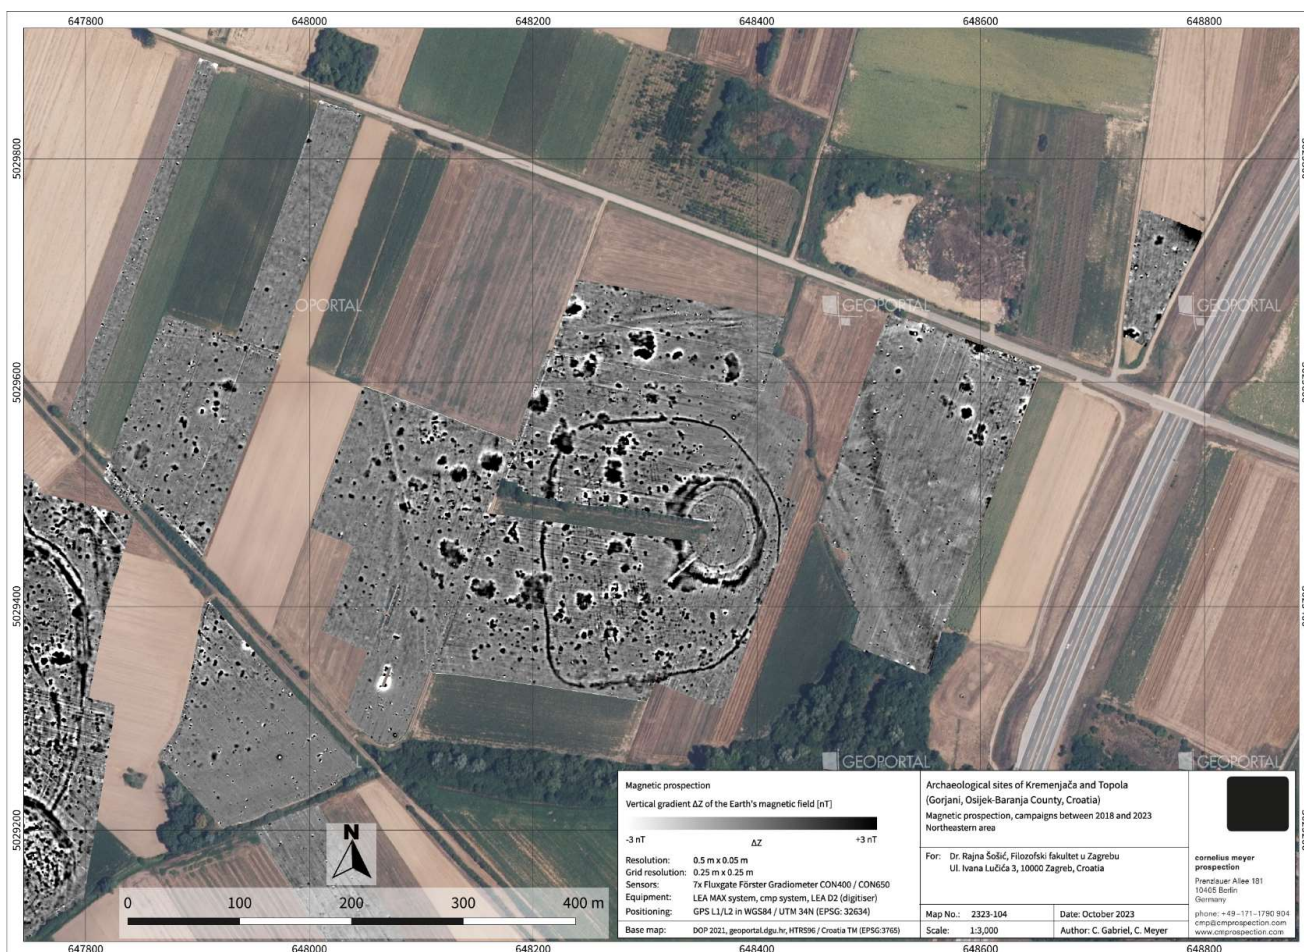 647800 648000 648200 648400 648600 648800
5029800
5029600
5029400
5029200
OPORTAL
GEOPORTAL
GEOPORTAL
GEOPORTAL
GEOPORTAL
N
0 100 200 300 400 m
Magnetic prospection
Vertical gradient ΔZ of the Earth's magnetic field [nT]
-3 nT ΔZ +3 nT
Resolution: 0.5 m x 0.05 m
Grid resolution: 0.25 m x 0.25 m
Sensors: 7x Fluxgate Förster Gradiometer CON400 / CON650
Equipment: LEA MAX system, cmp system, LEA D2 (digitiser)
Positioning: GPS L1/L2 in WGS84 / UTM 34N (EPSG: 32634)
Base map: DOP 2021, geoportal.dgu.hr, HTRS96 / Croatia TM (EPSG:3765)
Archaeological sites of Kremenjača and Topola
(Gorjani, Osijek-Baranja County, Croatia)
Magnetic prospection, campaigns between 2018 and 2023
Northeastern area
For: Dr. Rajna Šošić, Filozofski fakultet u Zagrebu
Ul. Ivana Lučića 3, 10000 Zagreb, Croatia
Map No.: 2323-104 Date: October 2023
Scale: 1:3,000 Author: C. Gabriel, C. Meyer
cornelius meyer
prospection
Prenzlauer Allee 181
10405 Berlin
Germany
phone: +49-171-1790 904
cmp@cmprospection.com
www.cmprospection.com
647800 648000 648200 648400 648600 648800